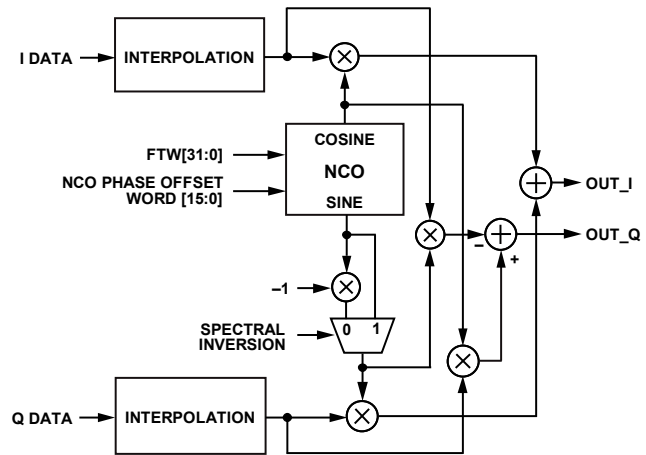 I DATA
INTERPOLATION
COSINE
FTW[31:0]
NCO
NCO PHASE OFFSET
WORD [15:0]
SINE
OUT_I
OUT_Q
–
+
–1
0 1
SPECTRAL
INVERSION
Q DATA
INTERPOLATION